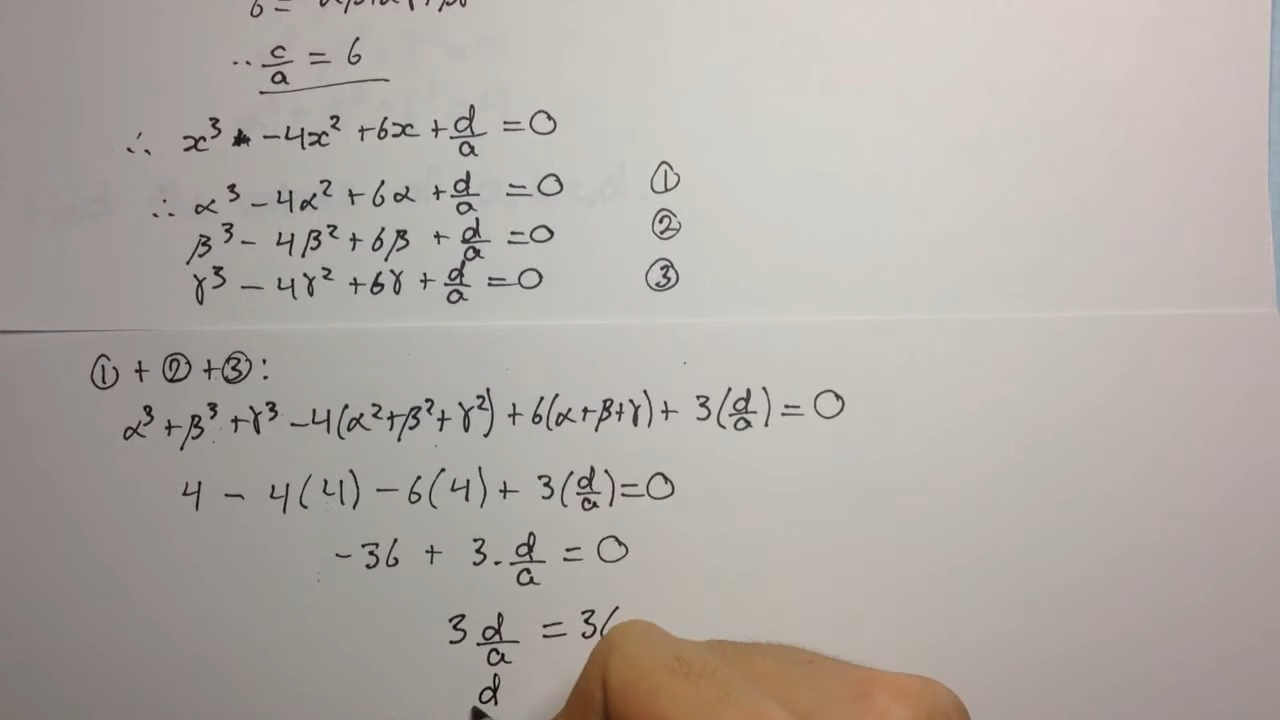 ∴ c/a = 6
∴ x³ - 4x² + 6x + d/a = 0
∴ α³ - 4α² + 6α + d/a = 0 ①
β³ - 4β² + 6β + d/a = 0 ②
γ³ - 4γ² + 6γ + d/a = 0 ③
① + ② + ③:
α³ + β³ + γ³ - 4(α² + β² + γ²) + 6(α + β + γ) + 3(d/a) = 0
4 - 4(4) - 6(4) + 3(d/a) = 0
-36 + 3 · d/a = 0
3 d/a = 36
d